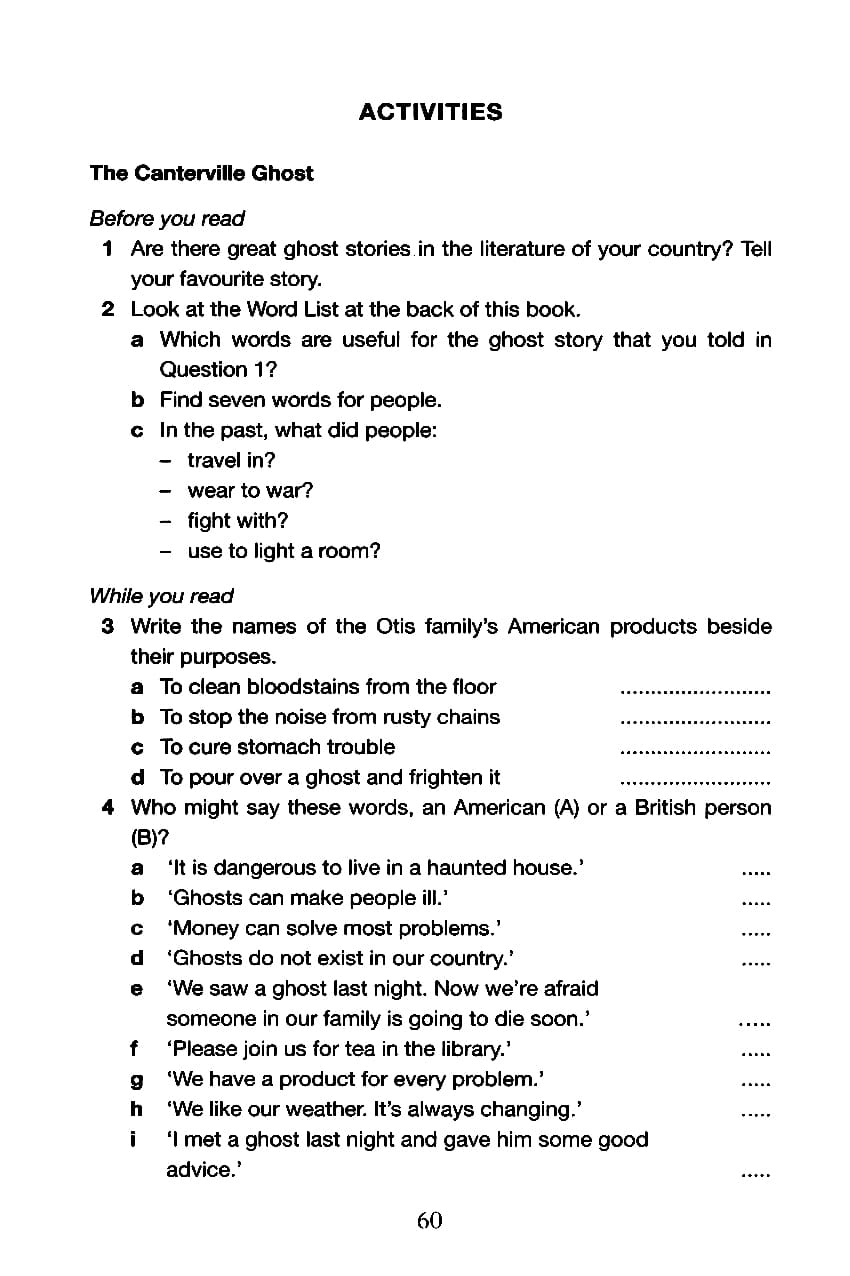 ACTIVITIES
The Canterville Ghost
Before you read
1 Are there great ghost stories in the literature of your country? Tell
your favourite story.
2 Look at the Word List at the back of this book.
a Which words are useful for the ghost story that you told in
Question 1?
b Find seven words for people.
c In the past, what did people:
– travel in?
– wear to war?
– fight with?
– use to light a room?
While you read
3 Write the names of the Otis family's American products beside
their purposes.
a To clean bloodstains from the floor .........................
b To stop the noise from rusty chains .........................
c To cure stomach trouble .........................
d To pour over a ghost and frighten it .........................
4 Who might say these words, an American (A) or a British person
(B)?
a 'It is dangerous to live in a haunted house.' .....
b 'Ghosts can make people ill.' .....
c 'Money can solve most problems.' .....
d 'Ghosts do not exist in our country.' .....
e 'We saw a ghost last night. Now we're afraid
someone in our family is going to die soon.' .....
f 'Please join us for tea in the library.' .....
g 'We have a product for every problem.' .....
h 'We like our weather. It's always changing.' .....
i 'I met a ghost last night and gave him some good
advice.' .....
60